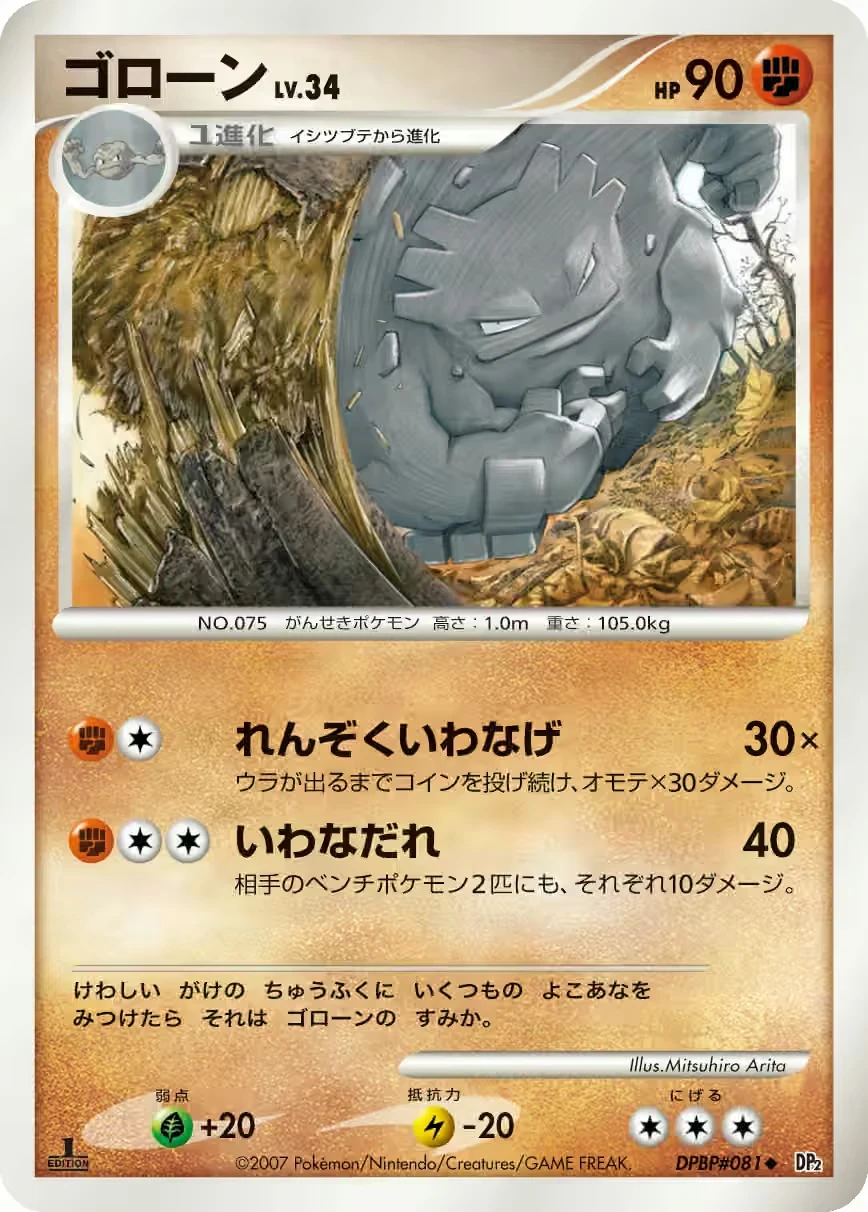 ゴローン LV.34 HP 90
1進化 イシツブテから進化
NO.075 がんせきポケモン 高さ：1.0m 重さ：105.0kg
れんぞくいわなげ 30×
ウラが出るまでコインを投げ続け、オモテ×30ダメージ。
いわなだれ 40
相手のベンチポケモン2匹にも、それぞれ10ダメージ。
けわしい がけの ちゅうふくに いくつもの よこあなを
みつけたら それは ゴローンの すみか。
Illus.Mitsuhiro Arita
弱点 抵抗力 にげる
+20 -20
1 EDITION ©2007 Pokémon/Nintendo/Creatures/GAME FREAK. DPBP#081◆ DP2